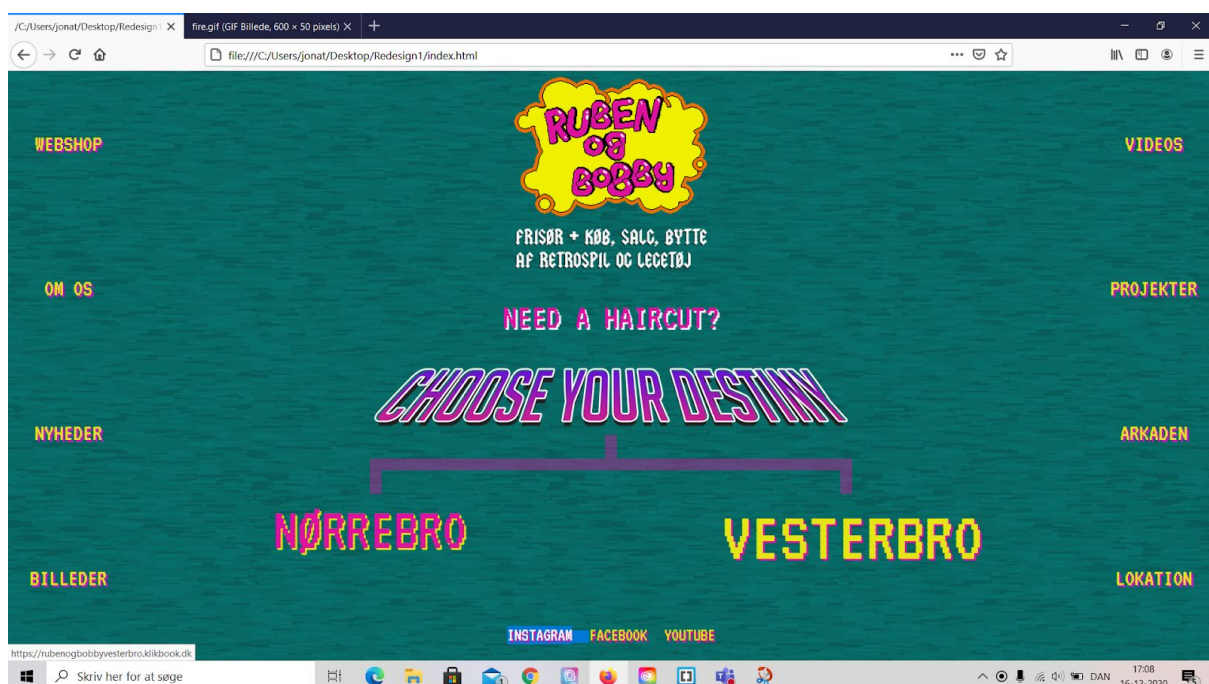 /C:/Users/jonat/Desktop/Redesign1
fire.gif (GIF Billede, 600 × 50 pixels)
file:///C:/Users/jonat/Desktop/Redesign1/index.html
RUBEN
OG
BOBBY
WEBSHOP
VIDEOS
FRISØR + KØB, SALG, BYTTE
AF RETROSPIL OG LEGETØJ
OM OS
PROJEKTER
NEED A HAIRCUT?
CHOOSE YOUR DESTINY
NYHEDER
ARKADEN
NØRREBRO
VESTERBRO
BILLEDER
LOKATION
INSTAGRAM FACEBOOK YOUTUBE
https://rubenogbobbyvesterbro.klikbook.dk
Skriv her for at søge
DAN
17:08
16-12-2020